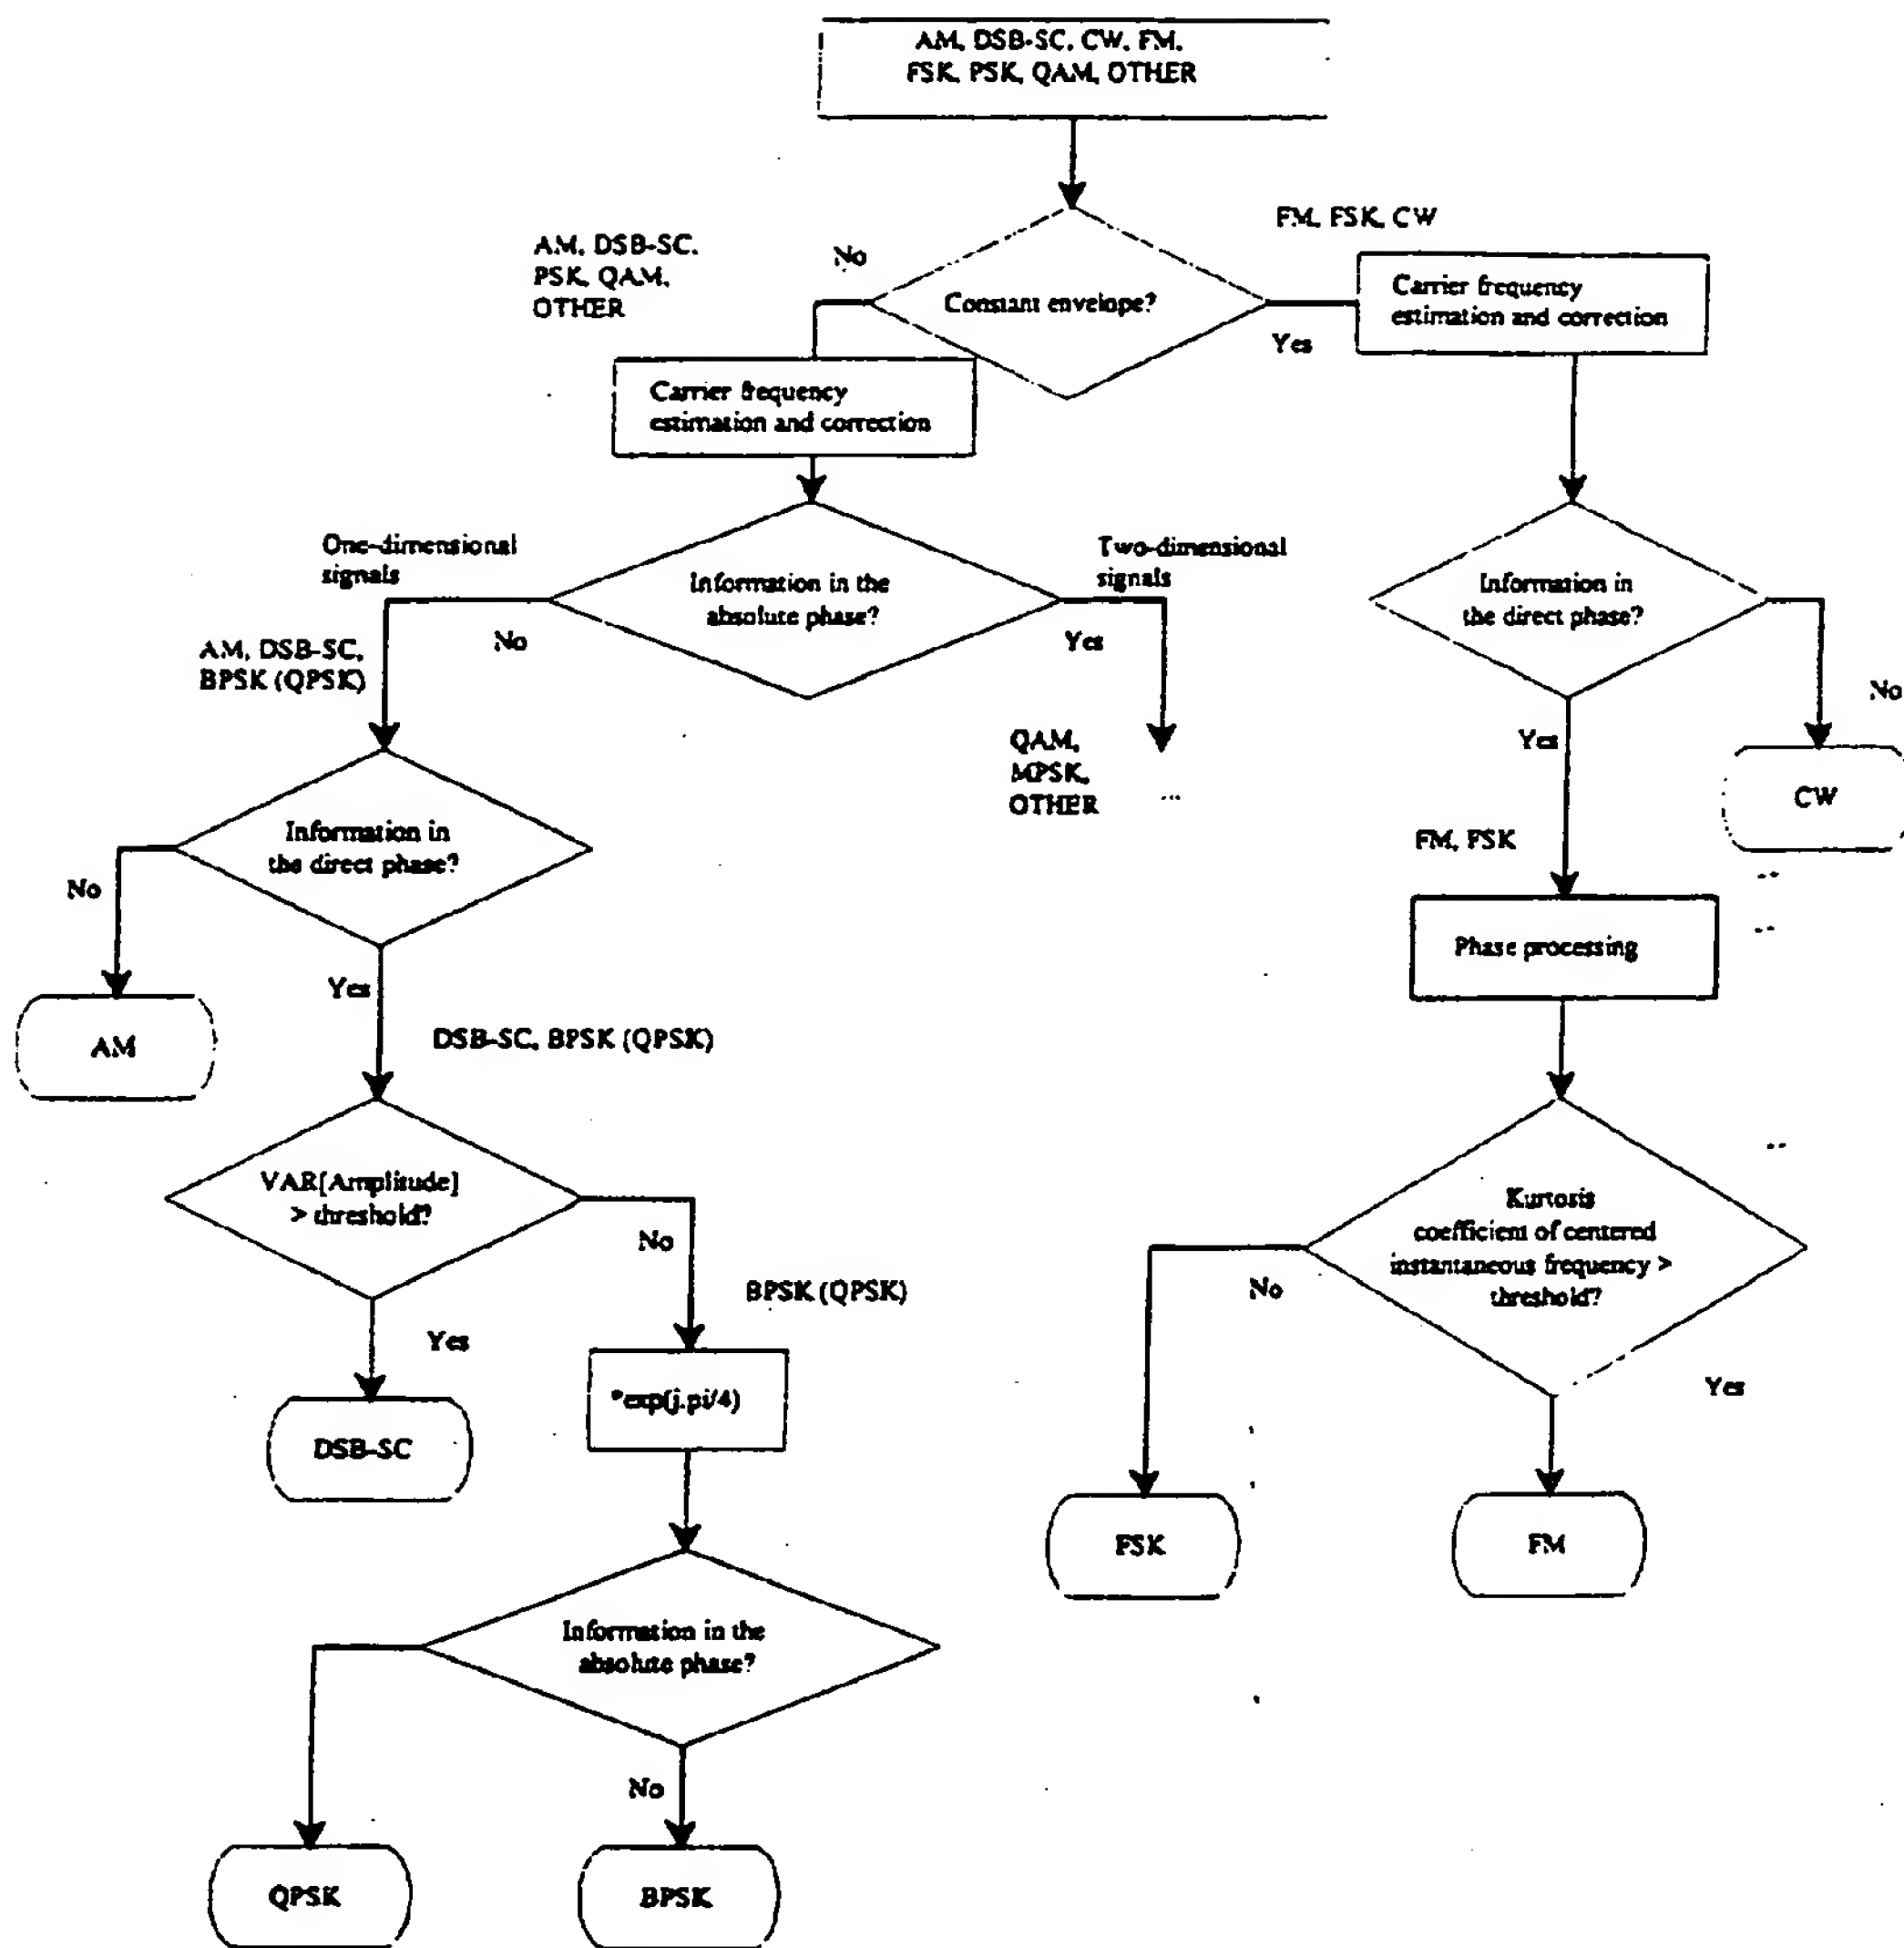 AM, DSB-SC, CW, FM,
FSK, PSK, QAM, OTHER
FM, FSK, CW
AM, DSB-SC,
PSK, QAM,
OTHER
No
Constant envelope?
Yes
Carrier frequency
estimation and correction
Carrier frequency
estimation and correction
One-dimensional
signals
Information in the
absolute phase?
Two-dimensional
signals
Information in
the direct phase?
No
Yes
AM, DSB-SC,
BPSK (QPSK)
No
Yes
QAM,
MPSK,
OTHER
CW
Information in
the direct phase?
No
FM, FSK
Phase processing
Yes
AM
DSB-SC, BPSK (QPSK)
VAR[Amplitude]
> threshold?
No
Kurtosis
coefficient of centered
instantaneous frequency >
threshold?
No
BPSK (QPSK)
Yes
Yes
*exp(j.pi/4)
DSB-SC
FSK
FM
Information in the
absolute phase?
No
QPSK
BPSK